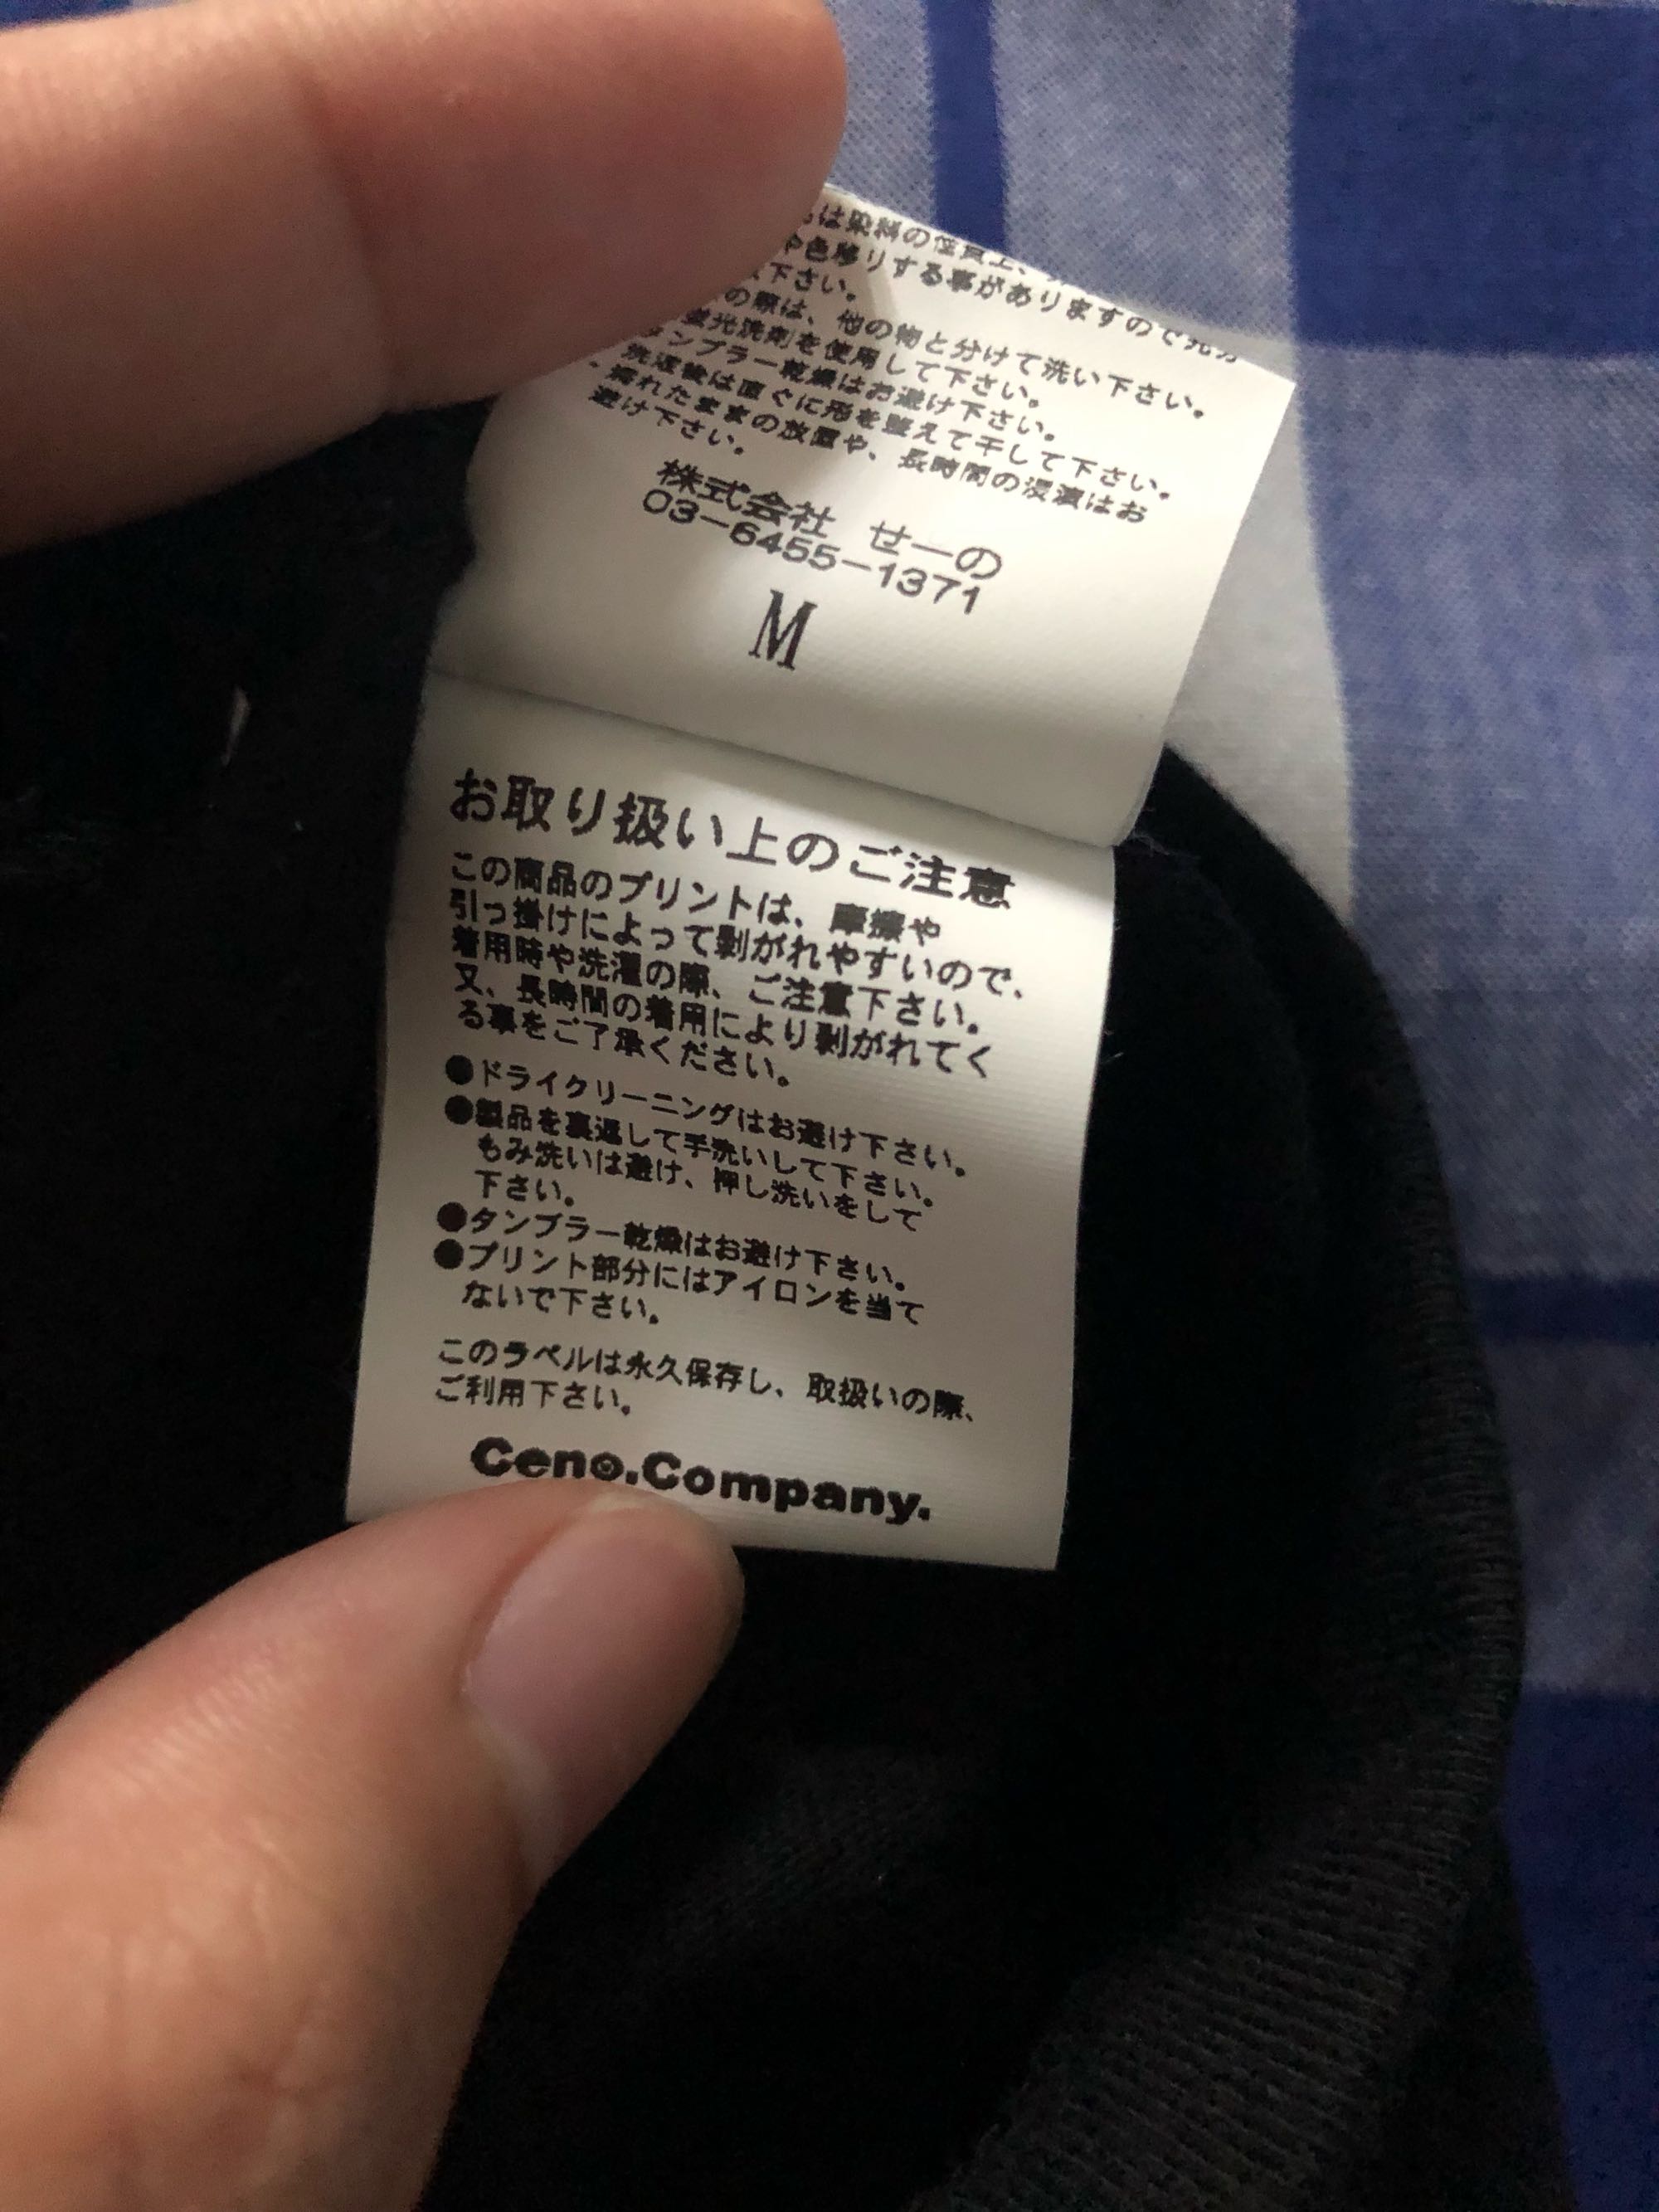 は染料の性質上、
や色移りする事がありますので充分
下さい。
の際は、他の物と分けて洗い下さい。
蛍光洗剤を使用して下さい。
タンブラー乾燥はお避け下さい。
洗濯後は直ぐに形を整えて干して下さい。
・濡れたままの放置や、長時間の浸漬はお
避け下さい。
株式会社 せーの
03-6455-1371
M
お取り扱い上のご注意
この商品のプリントは、摩擦や
引っ掛けによって剥がれやすいので、
着用時や洗濯の際、ご注意下さい。
又、長時間の着用により剥がれてく
る事をご了承ください。
●ドライクリーニングはお避け下さい。
●製品を裏返して手洗いして下さい。
もみ洗いは避け、押し洗いをして
下さい。
●タンブラー乾燥はお避け下さい。
●プリント部分にはアイロンを当て
ないで下さい。
このラベルは永久保存し、取扱いの際、
ご利用下さい。
Ceno.Company.